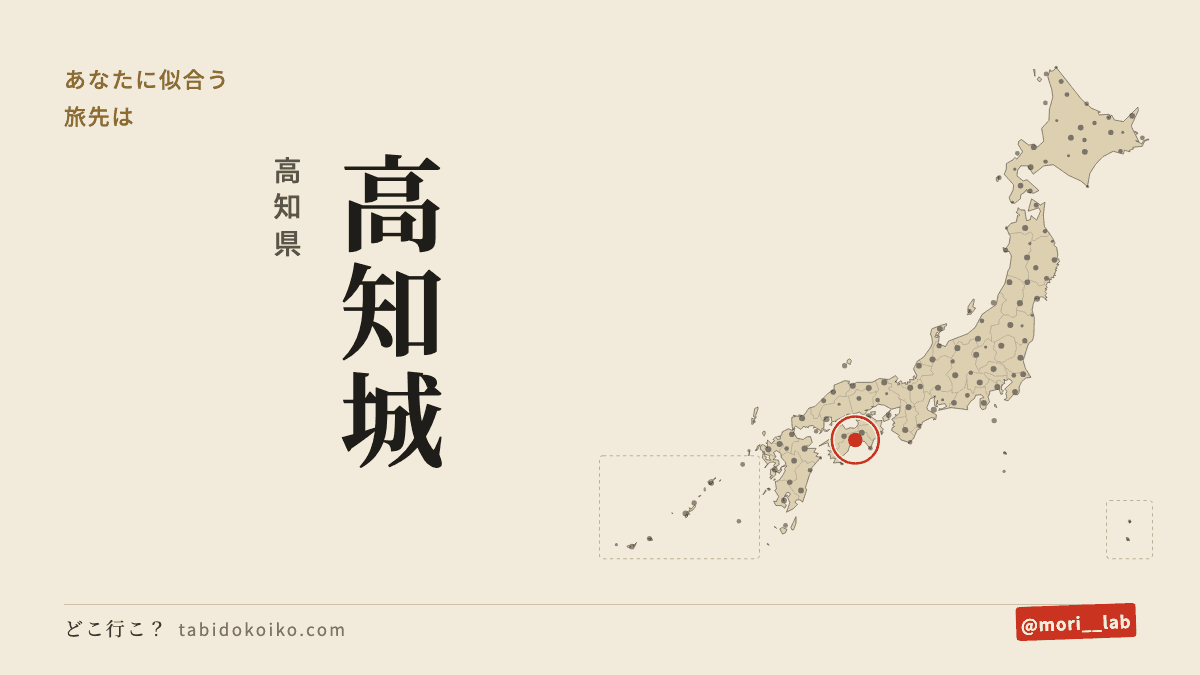 あなたに似合う
旅先は
高知城
高知県
どこ行こ？ tabidokoiko.com
@mori__lab